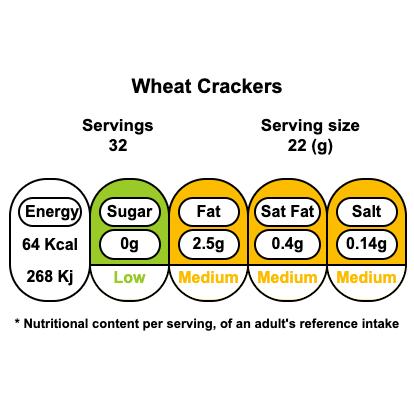 Wheat Crackers
Servings
32
Serving size
22 (g)
Energy Sugar Fat Sat Fat Salt
64 Kcal 0g 2.5g 0.4g 0.14g
268 Kj Low Medium Medium Medium
* Nutritional content per serving, of an adult's reference intake